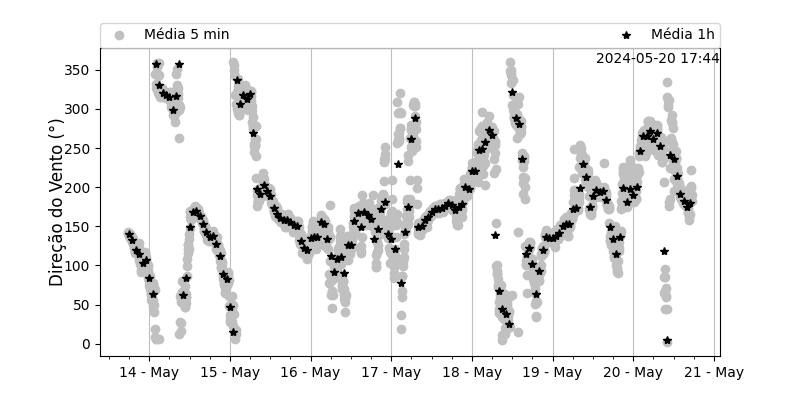 Média 5 min
Média 1h
2024-05-20 17:44
Direção do Vento (°)
350
300
250
200
150
100
50
0
14 - May
15 - May
16 - May
17 - May
18 - May
19 - May
20 - May
21 - May